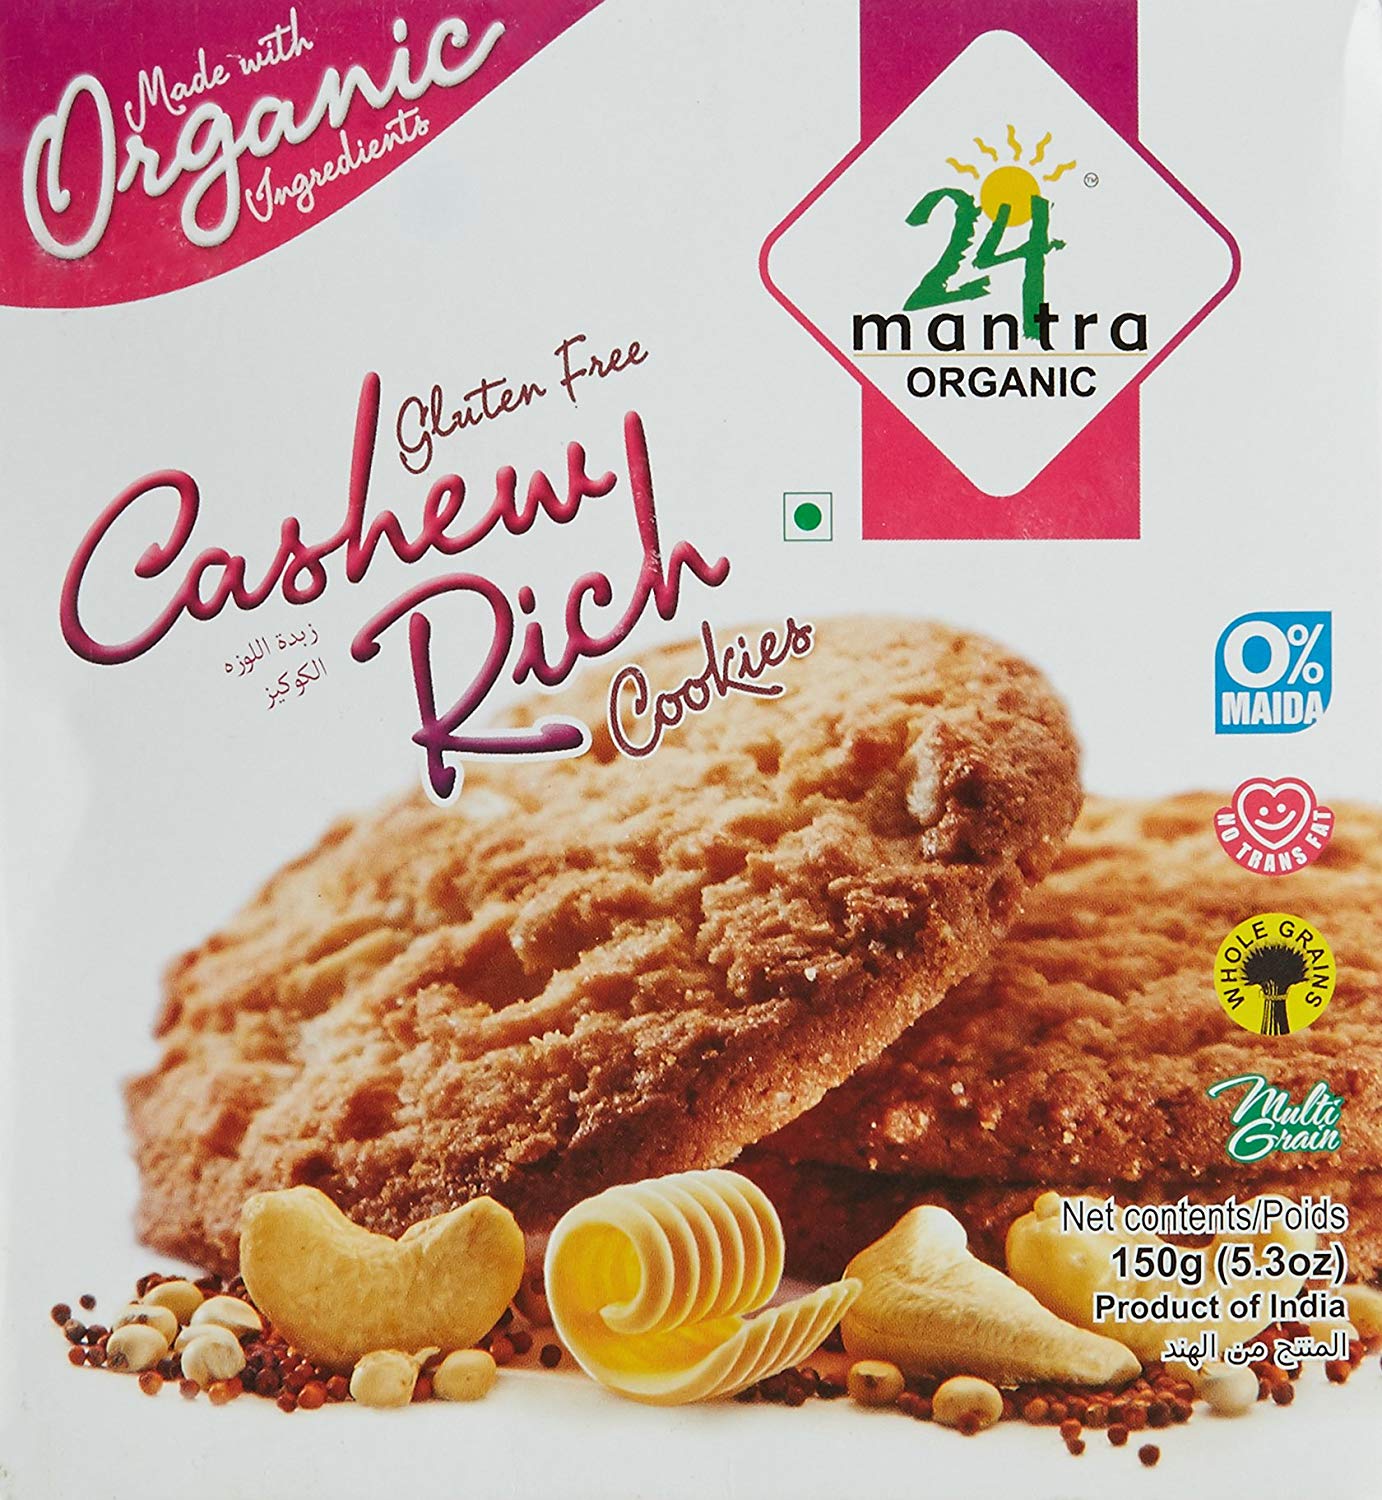 Made with
Organic
Ingredients
24
TM
mantra
ORGANIC
Gluten Free
Cashew
Rich
Cookies
زبدة اللوزه
الكوكيز
0%
MAIDA
NO TRANS FAT
WHOLE GRAINS
Multi
Grain
Net contents/Poids
150g (5.3oz)
Product of India
المنتج من الهند